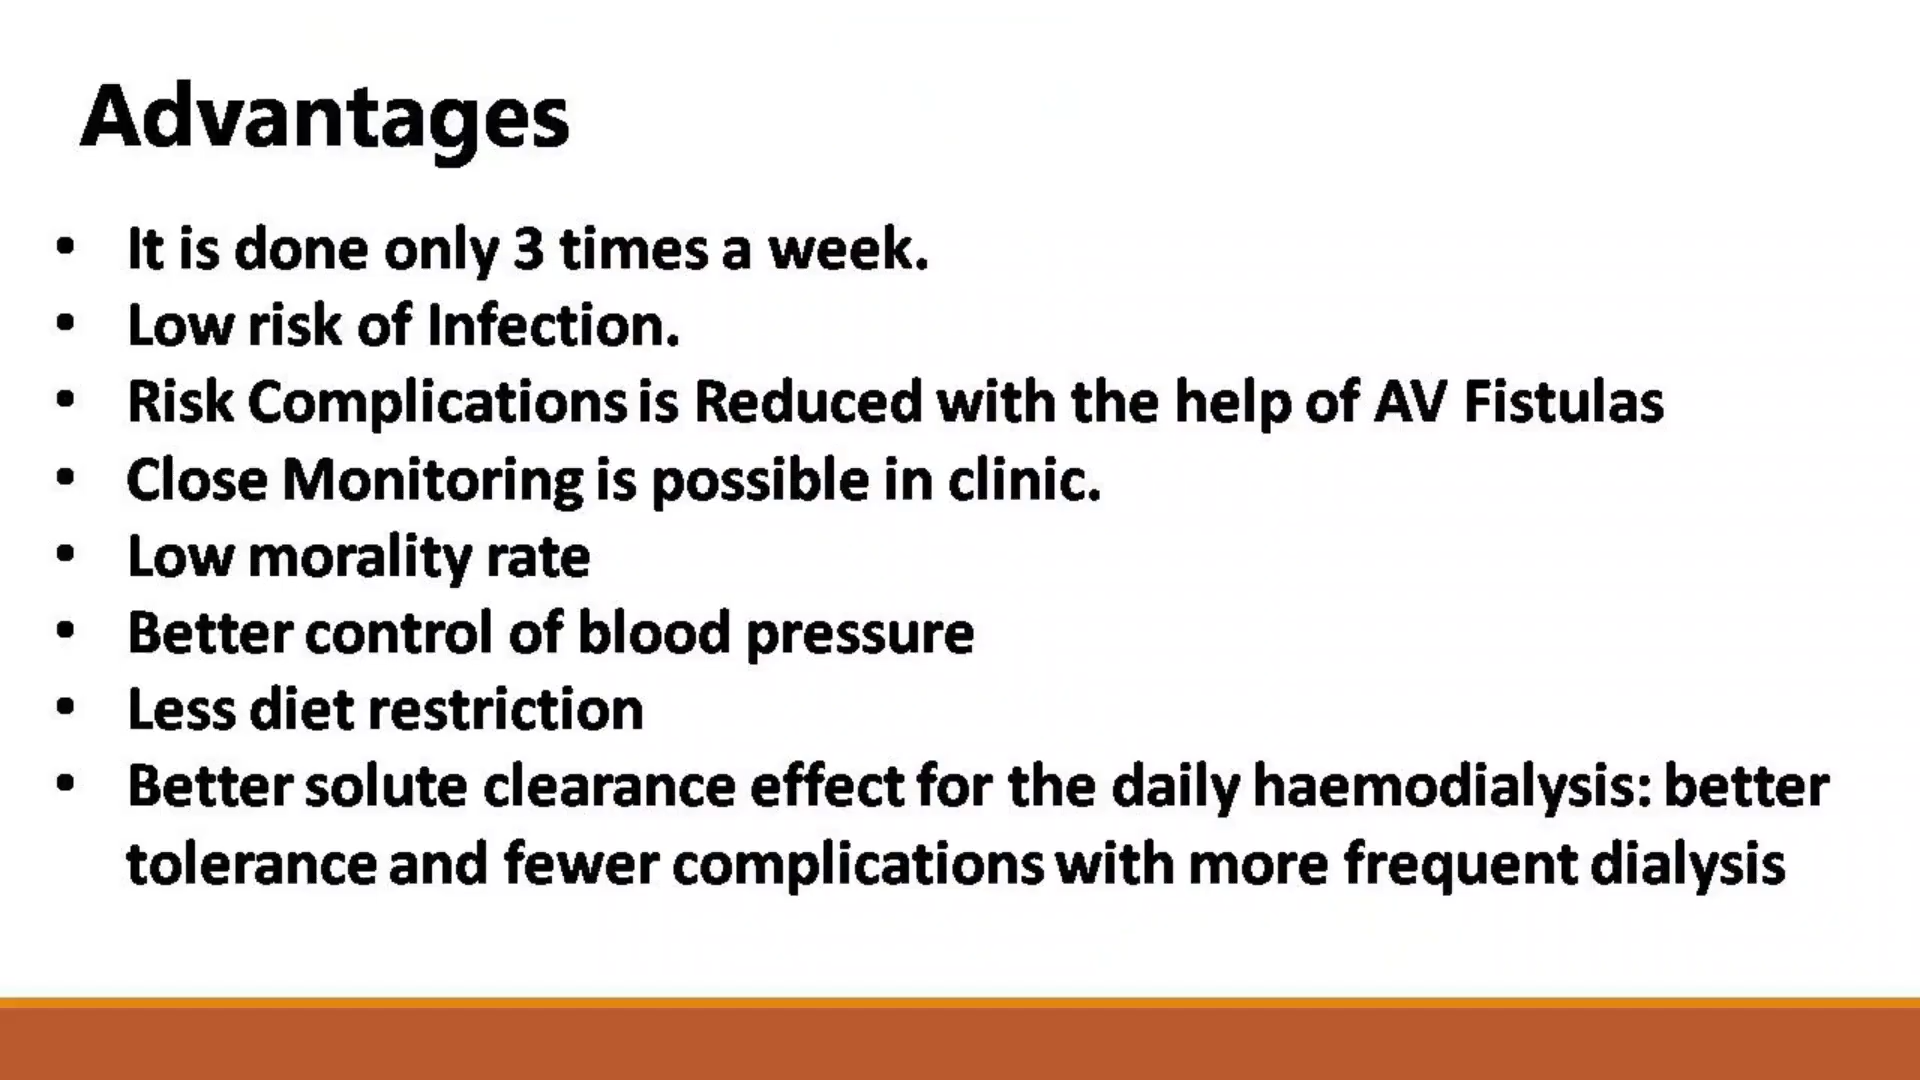 Advantages
• It is done only 3 times a week.
• Low risk of Infection.
• Risk Complications is Reduced with the help of AV Fistulas
• Close Monitoring is possible in clinic.
• Low morality rate
• Better control of blood pressure
• Less diet restriction
• Better solute clearance effect for the daily haemodialysis: better
tolerance and fewer complications with more frequent dialysis